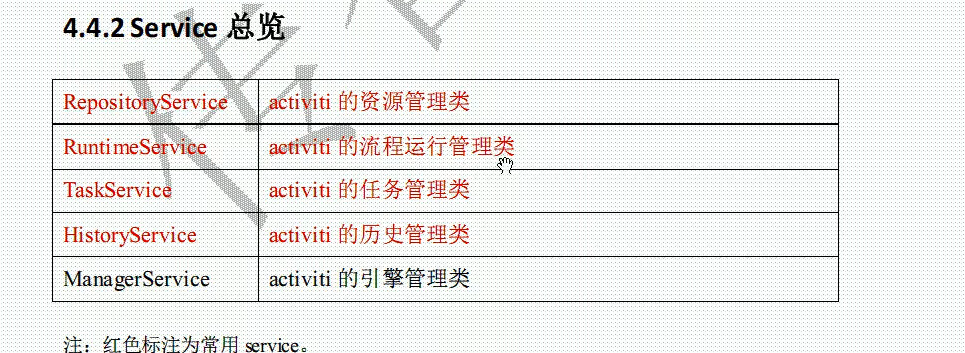 4.4.2 Service 总览
RepositoryService activiti 的资源管理类
RuntimeService activiti 的流程运行管理类
TaskService activiti 的任务管理类
HistoryService activiti 的历史管理类
ManagerService activiti 的引擎管理类
注：红色标注为常用 service。